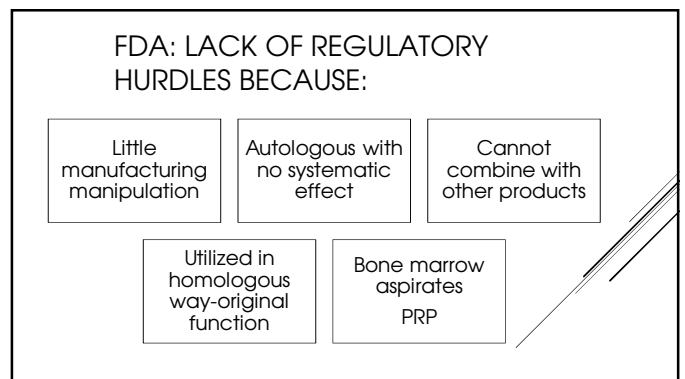 FDA: LACK OF REGULATORY
HURDLES BECAUSE:
Little
manufacturing
manipulation
Autologous with
no systematic
effect
Cannot
combine with
other products
Utilized in
homologous
way-original
function
Bone marrow
aspirates
PRP